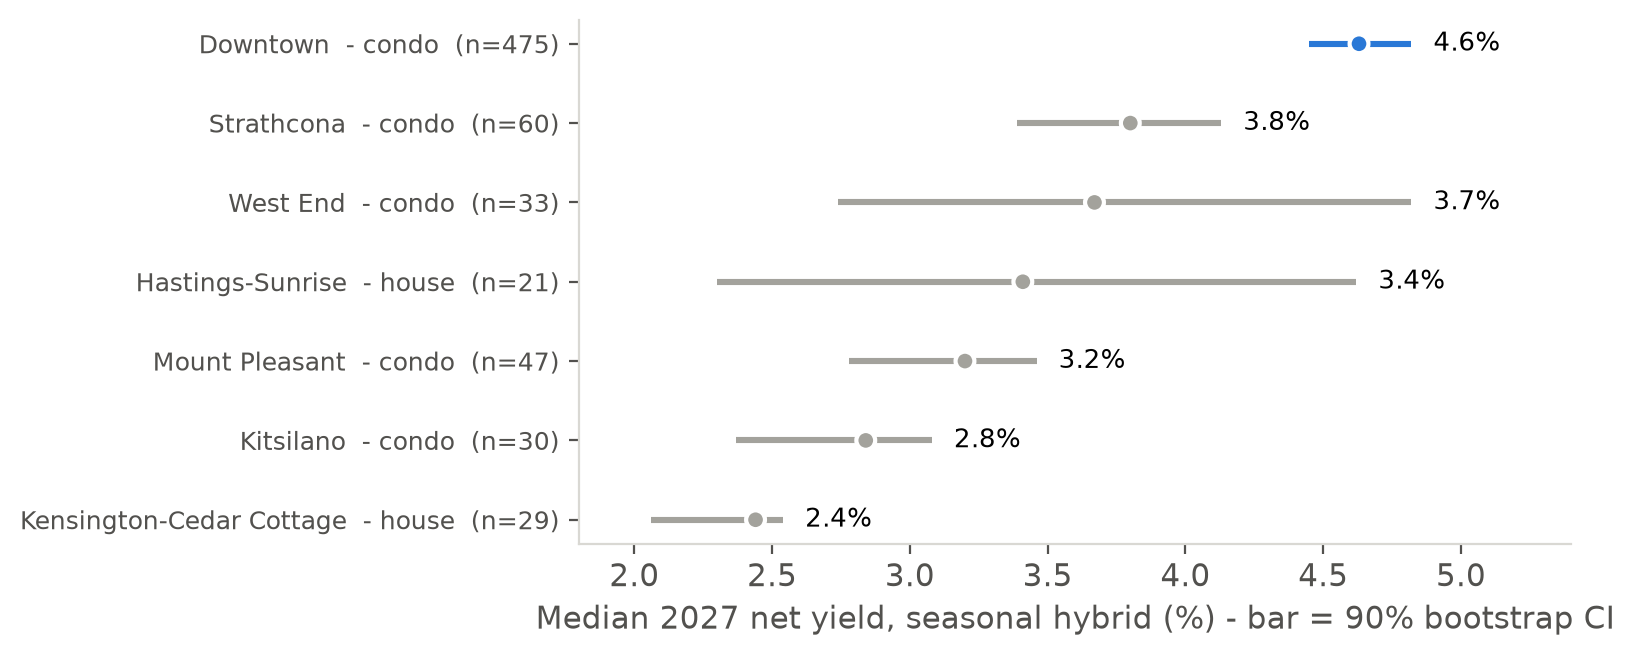 Downtown - condo (n=475)
4.6%
Strathcona - condo (n=60)
3.8%
West End - condo (n=33)
3.7%
Hastings-Sunrise - house (n=21)
3.4%
Mount Pleasant - condo (n=47)
3.2%
Kitsilano - condo (n=30)
2.8%
Kensington-Cedar Cottage - house (n=29)
2.4%
2.0 2.5 3.0 3.5 4.0 4.5 5.0
Median 2027 net yield, seasonal hybrid (%) - bar = 90% bootstrap CI